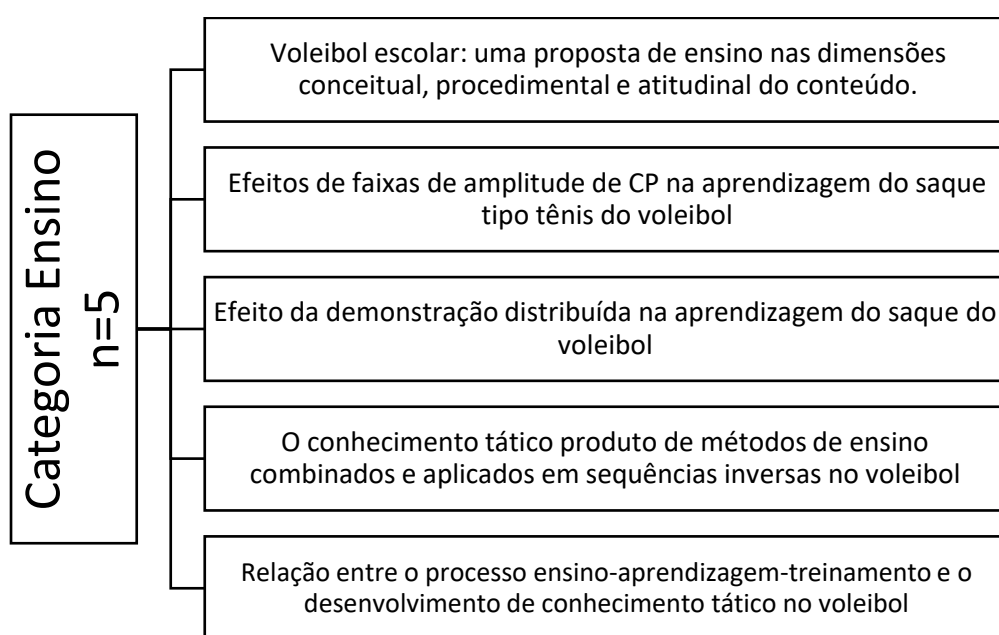 Categoria Ensino
n=5
Voleibol escolar: uma proposta de ensino nas dimensões
conceitual, procedimental e atitudinal do conteúdo.
Efeitos de faixas de amplitude de CP na aprendizagem do saque
tipo tênis do voleibol
Efeito da demonstração distribuída na aprendizagem do saque do
voleibol
O conhecimento tático produto de métodos de ensino
combinados e aplicados em sequências inversas no voleibol
Relação entre o processo ensino-aprendizagem-treinamento e o
desenvolvimento de conhecimento tático no voleibol